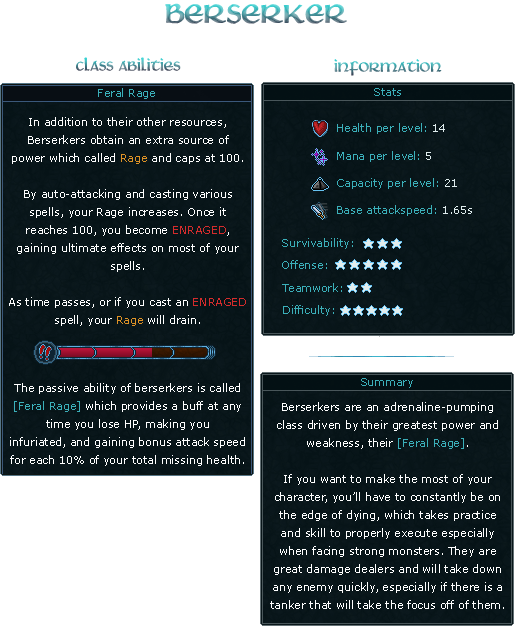 BERSERKER
CLASS ABILITIES
Feral Rage
In addition to their other resources,
Berserkers obtain an extra source of
power which called Rage and caps at 100.
By auto-attacking and casting various
spells, your Rage increases. Once it
reaches 100, you become ENRAGED,
gaining ultimate effects on most of your
spells.
As time passes, or if you cast an ENRAGED
spell, your Rage will drain.
The passive ability of berserkers is called
[Feral Rage] which provides a buff at any
time you lose HP, making you
infuriated, and gaining bonus attack speed
for each 10% of your total missing health.
INFORMATION
Stats
Health per level: 14
Mana per level: 5
Capacity per level: 21
Base attackspeed: 1.65s
Survivability:
Offense:
Teamwork:
Difficulty:
Summary
Berserkers are an adrenaline-pumping
class driven by their greatest power and
weakness, their [Feral Rage].
If you want to make the most of your
character, you'll have to constantly be on
the edge of dying, which takes practice
and skill to properly execute especially
when facing strong monsters. They are
great damage dealers and will take down
any enemy quickly, especially if there is a
tanker that will take the focus off of them.